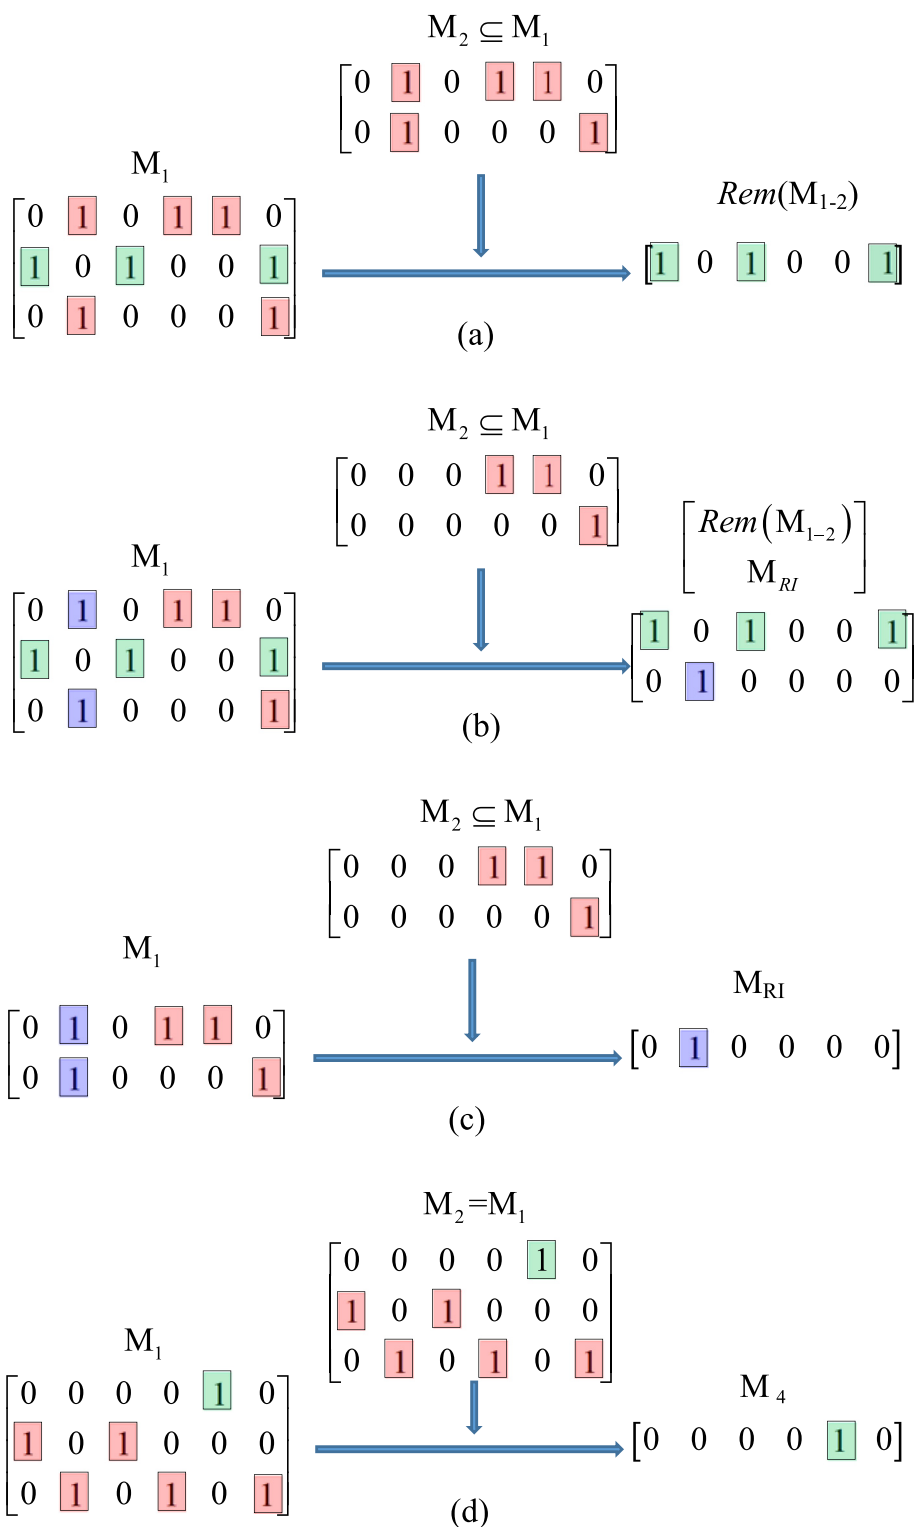 M₂ ⊆ M₁
0 1 0 1 1 0
0 1 0 0 0 1
M₁
0 1 0 1 1 0
1 0 1 0 0 1
0 1 0 0 0 1
Rem(M₁₋₂)
[1 0 1 0 0 1]
(a)
M₂ ⊆ M₁
0 0 0 1 1 0
0 0 0 0 0 1
M₁
0 1 0 1 1 0
1 0 1 0 0 1
0 1 0 0 0 1
Rem(M₁₋₂)
M_RI
1 0 1 0 0 1
0 1 0 0 0 0
(b)
M₂ ⊆ M₁
0 0 0 1 1 0
0 0 0 0 0 1
M₁
0 1 0 1 1 0
0 1 0 0 0 1
M_RI
[0 1 0 0 0 0]
(c)
M₂=M₁
0 0 0 0 1 0
1 0 1 0 0 0
0 1 0 1 0 1
M₁
0 0 0 0 1 0
1 0 1 0 0 0
0 1 0 1 0 1
M₄
[0 0 0 0 1 0]
(d)